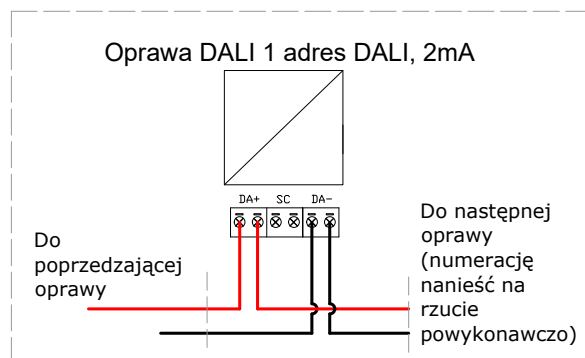 Oprawa DALI 1 adres DALI, 2mA
DA+ SC DA-
Do
poprzedzającej
oprawy
Do następnej
oprawy
(numerację
nanieść na
rzucie
powykonawczo)